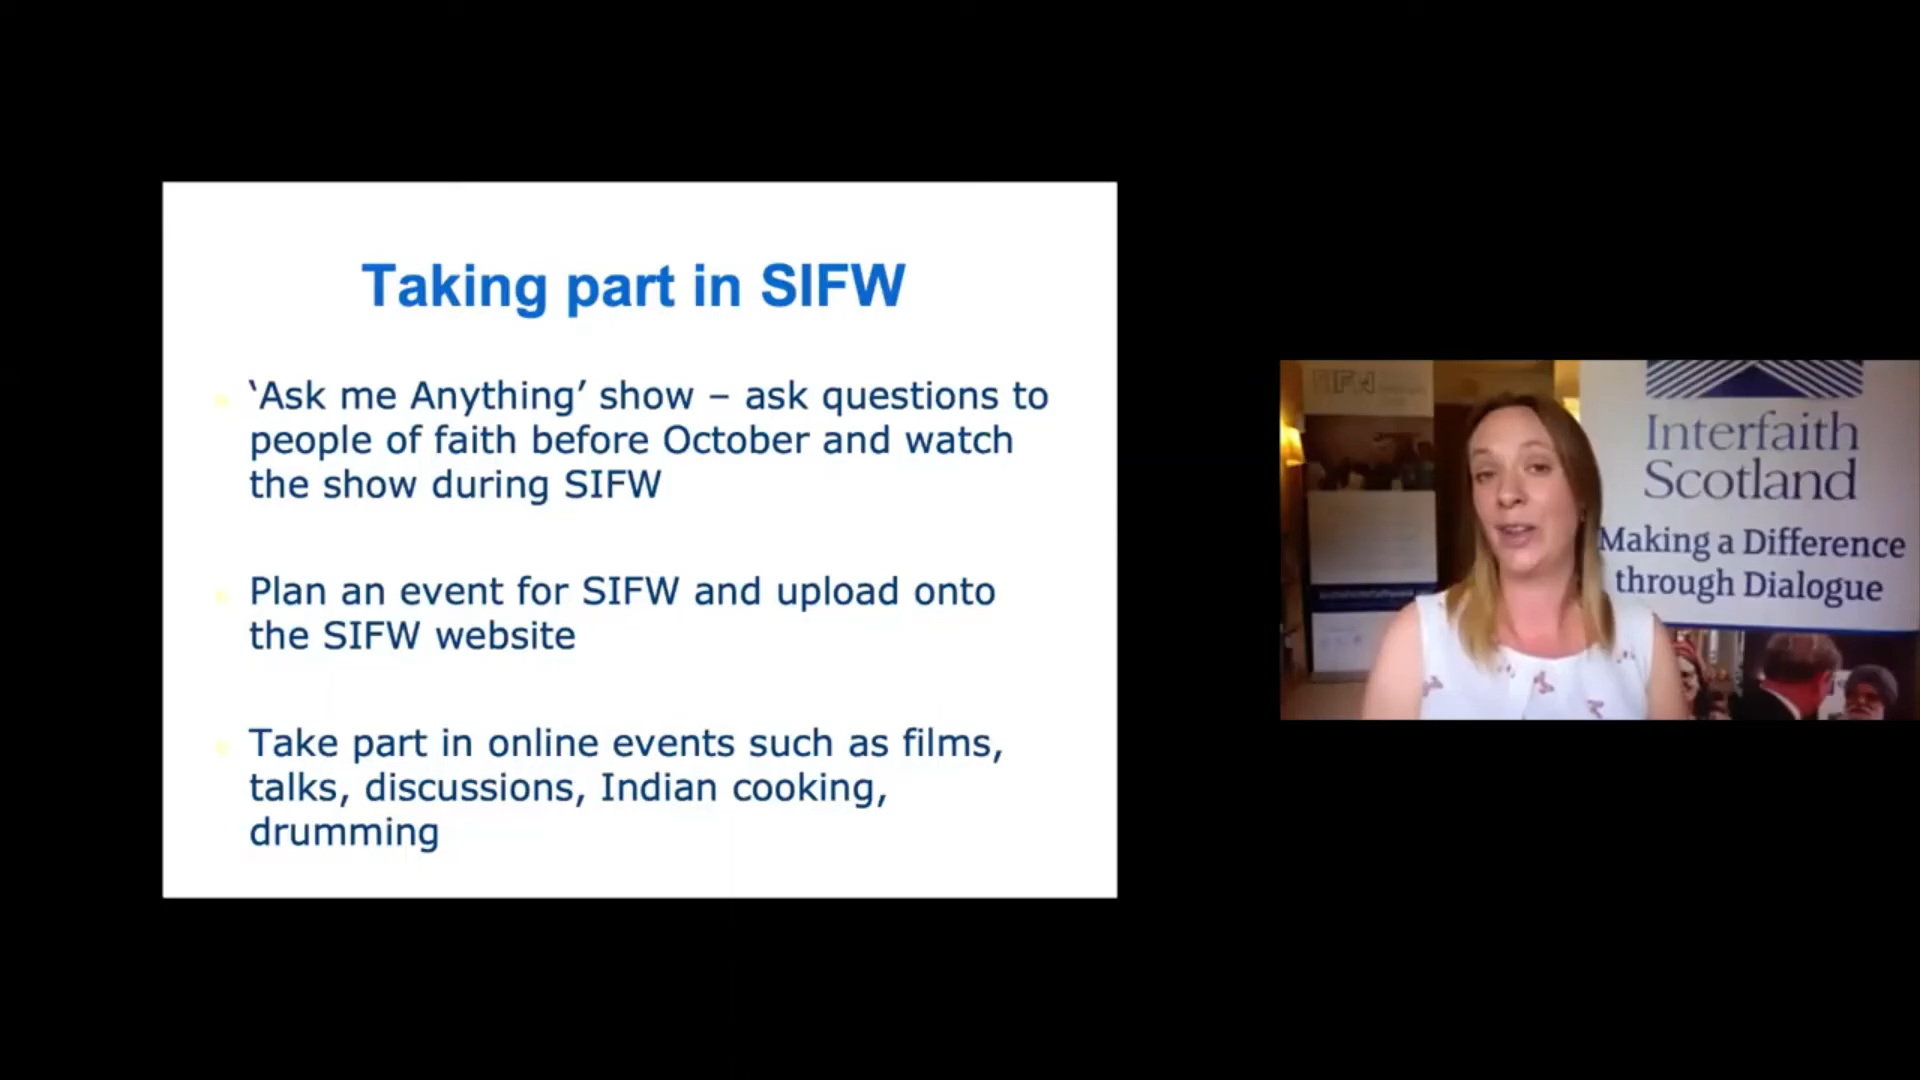 Taking part in SIFW
‘Ask me Anything’ show – ask questions to
people of faith before October and watch
the show during SIFW
Plan an event for SIFW and upload onto
the SIFW website
Take part in online events such as films,
talks, discussions, Indian cooking,
drumming
SIFW
Interfaith
Scotland
Making a Difference
through Dialogue